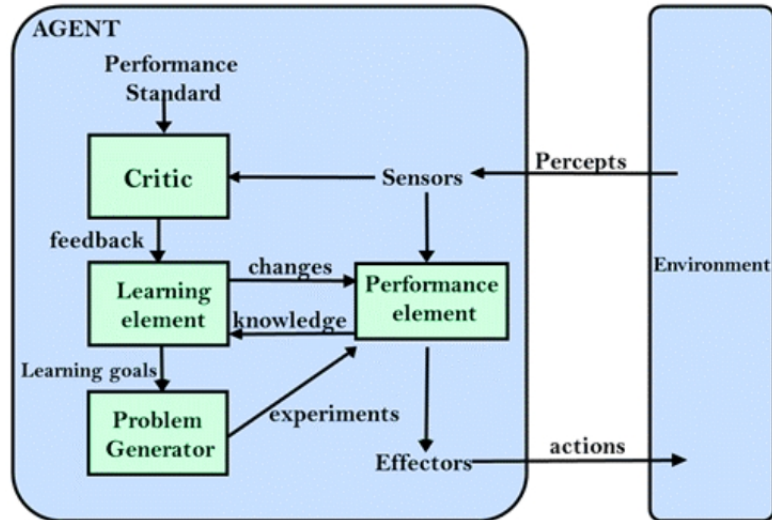 AGENT
Performance
Standard
Critic
Sensors
Percepts
feedback
changes
Learning
element
Performance
element
Environment
knowledge
Learning goals
Problem
Generator
experiments
Effectors
actions